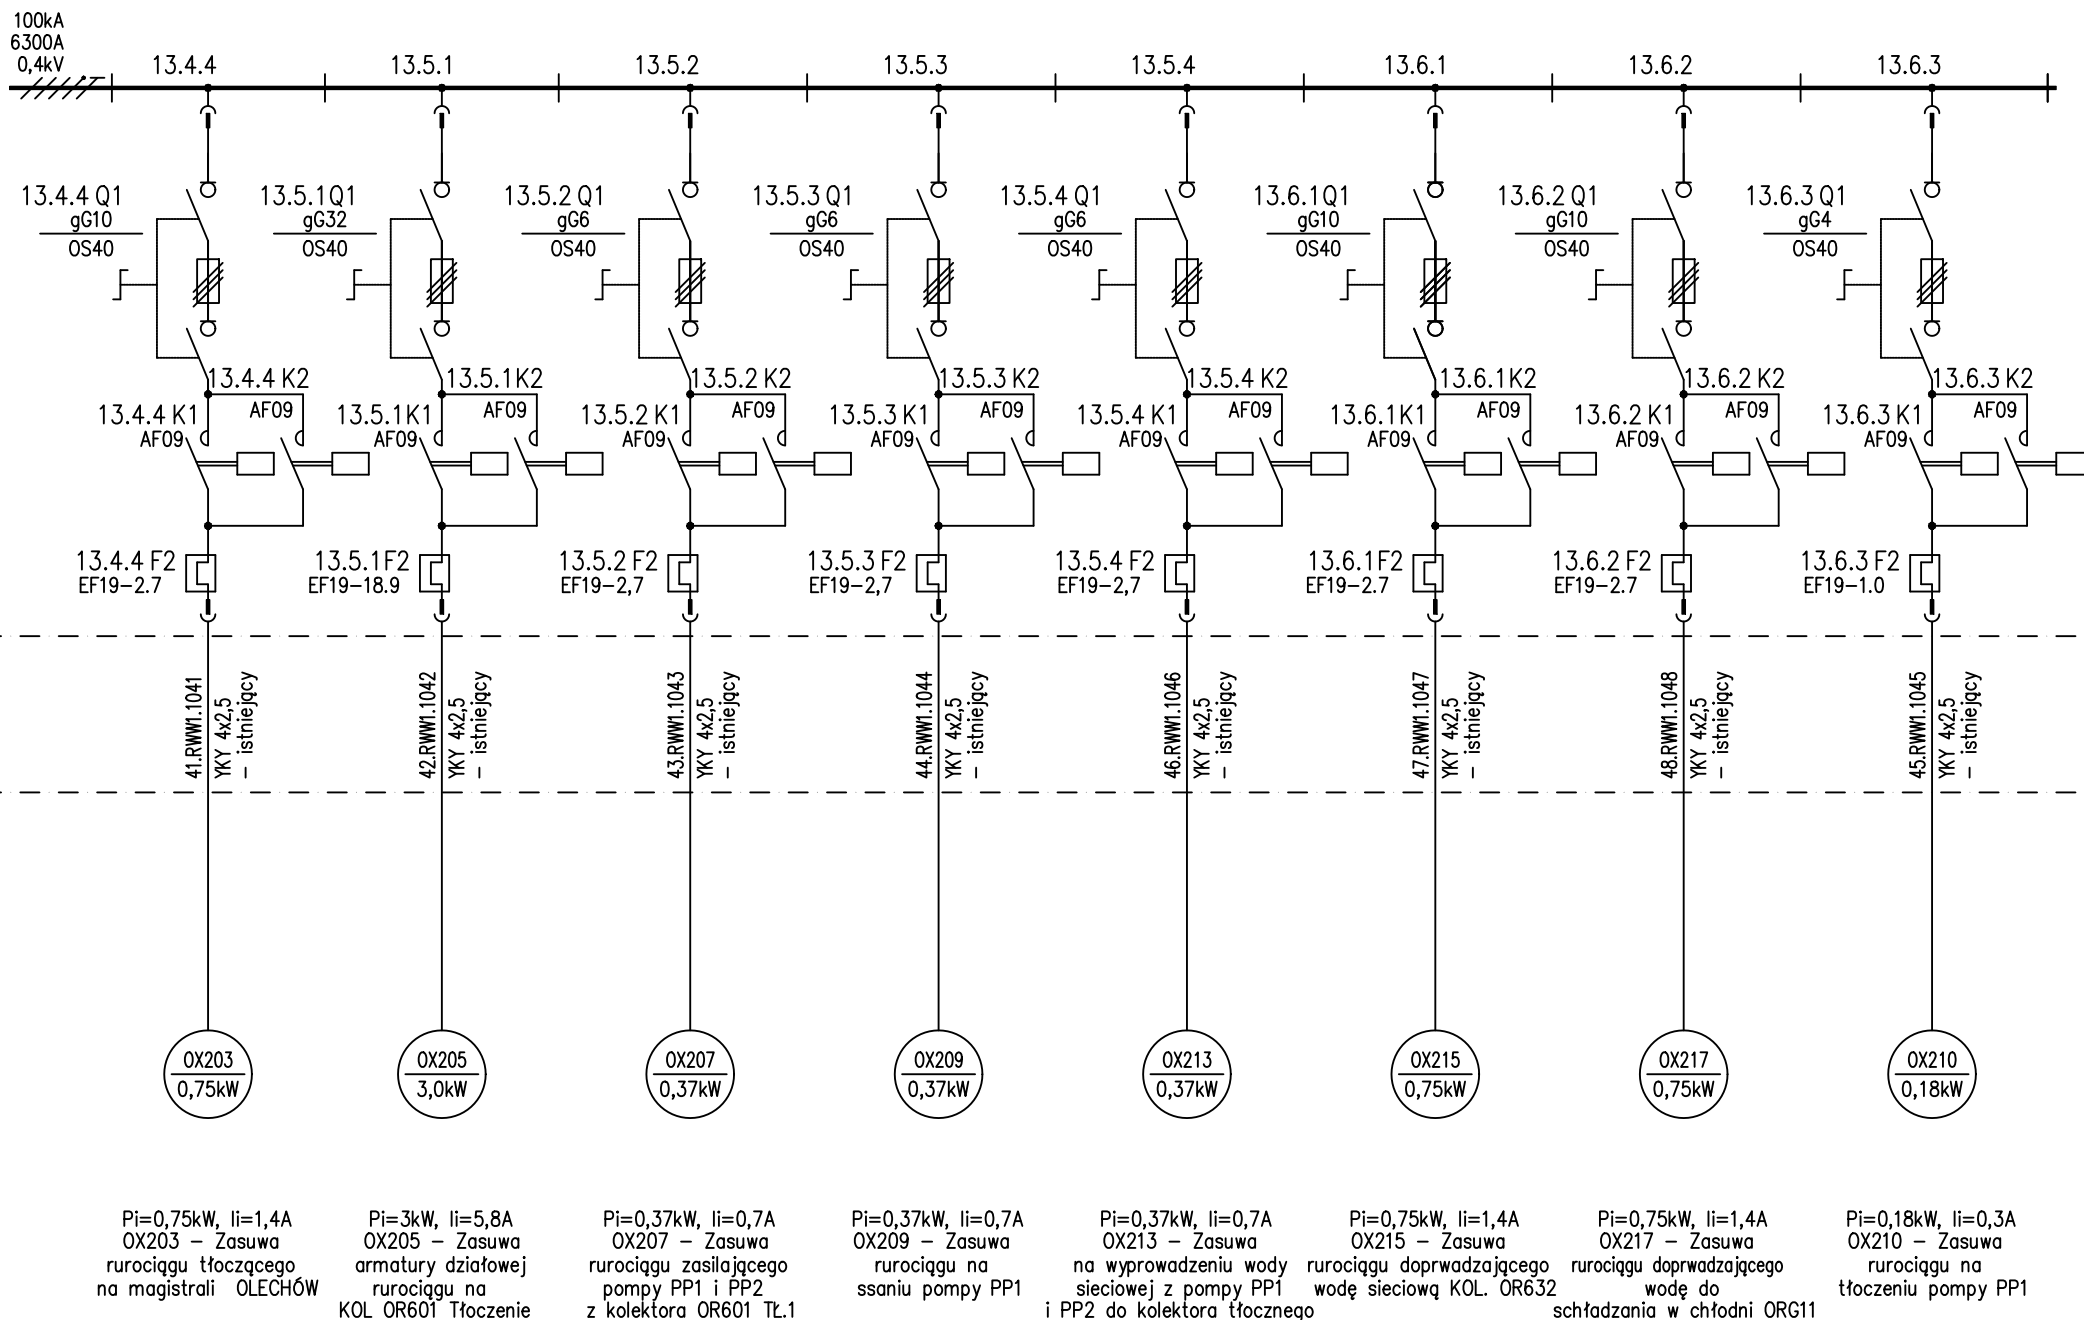 100kA
6300A
0,4kV
13.4.4
13.5.1
13.5.2
13.5.3
13.5.4
13.6.1
13.6.2
13.6.3
13.4.4 Q1
gG10
OS40
13.5.1 Q1
gG32
OS40
13.5.2 Q1
gG6
OS40
13.5.3 Q1
gG6
OS40
13.5.4 Q1
gG6
OS40
13.6.1 Q1
gG10
OS40
13.6.2 Q1
gG10
OS40
13.6.3 Q1
gG4
OS40
13.4.4 K2
AF09
13.4.4 K1
AF09
13.5.1 K2
AF09
13.5.1 K1
AF09
13.5.2 K2
AF09
13.5.2 K1
AF09
13.5.3 K2
AF09
13.5.3 K1
AF09
13.5.4 K2
AF09
13.5.4 K1
AF09
13.6.1 K2
AF09
13.6.1 K1
AF09
13.6.2 K2
AF09
13.6.2 K1
AF09
13.6.3 K2
AF09
13.6.3 K1
AF09
13.4.4 F2
EF19-2.7
13.5.1 F2
EF19-18.9
13.5.2 F2
EF19-2,7
13.5.3 F2
EF19-2,7
13.5.4 F2
EF19-2,7
13.6.1 F2
EF19-2.7
13.6.2 F2
EF19-2.7
13.6.3 F2
EF19-1.0
41.RWW1.1041
YKY 4x2,5
- istniejący
42.RWW1.1042
YKY 4x2,5
- istniejący
43.RWW1.1043
YKY 4x2,5
- istniejący
44.RWW1.1044
YKY 4x2,5
- istniejący
46.RWW1.1046
YKY 4x2,5
- istniejący
47.RWW1.1047
YKY 4x2,5
- istniejący
48.RWW1.1048
YKY 4x2,5
- istniejący
45.RWW1.1045
YKY 4x2,5
- istniejący
OX203
0,75kW
OX205
3,0kW
OX207
0,37kW
OX209
0,37kW
OX213
0,37kW
OX215
0,75kW
OX217
0,75kW
OX210
0,18kW
Pi=0,75kW, Ii=1,4A
OX203 - Zasuwa
rurociągu tłoczącego
na magistrali OLECHÓW
Pi=3kW, Ii=5,8A
OX205 - Zasuwa
armatury działowej
rurociągu na
KOL OR601 Tłoczenie
Pi=0,37kW, Ii=0,7A
OX207 - Zasuwa
rurociągu zasilającego
pompy PP1 i PP2
z kolektora OR601 TŁ.1
Pi=0,37kW, Ii=0,7A
OX209 - Zasuwa
rurociągu na
ssaniu pompy PP1
Pi=0,37kW, Ii=0,7A
OX213 - Zasuwa
na wyprowadzeniu wody
sieciowej z pompy PP1
i PP2 do kolektora tłocznego
Pi=0,75kW, Ii=1,4A
OX215 - Zasuwa
rurociągu doprwadzającego
wodę sieciową KOL. OR632
Pi=0,75kW, Ii=1,4A
OX217 - Zasuwa
rurociągu doprwadzającego
wodę do
schładzania w chłodni ORG11
Pi=0,18kW, Ii=0,3A
OX210 - Zasuwa
rurociągu na
tłoczeniu pompy PP1